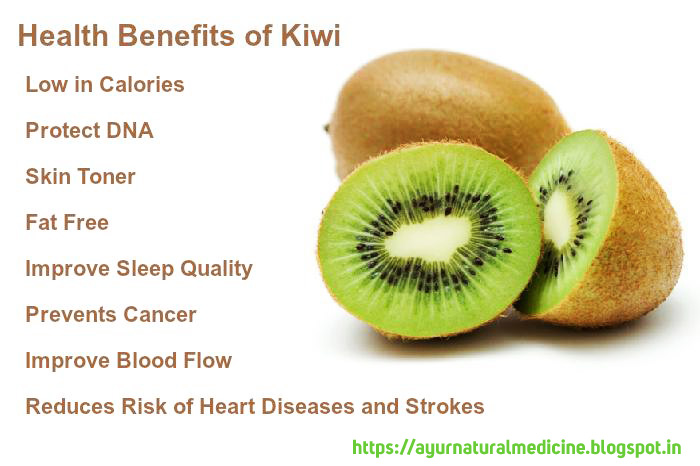 Health Benefits of Kiwi
Low in Calories
Protect DNA
Skin Toner
Fat Free
Improve Sleep Quality
Prevents Cancer
Improve Blood Flow
Reduces Risk of Heart Diseases and Strokes
https://ayurnaturalmedicine.blogspot.in